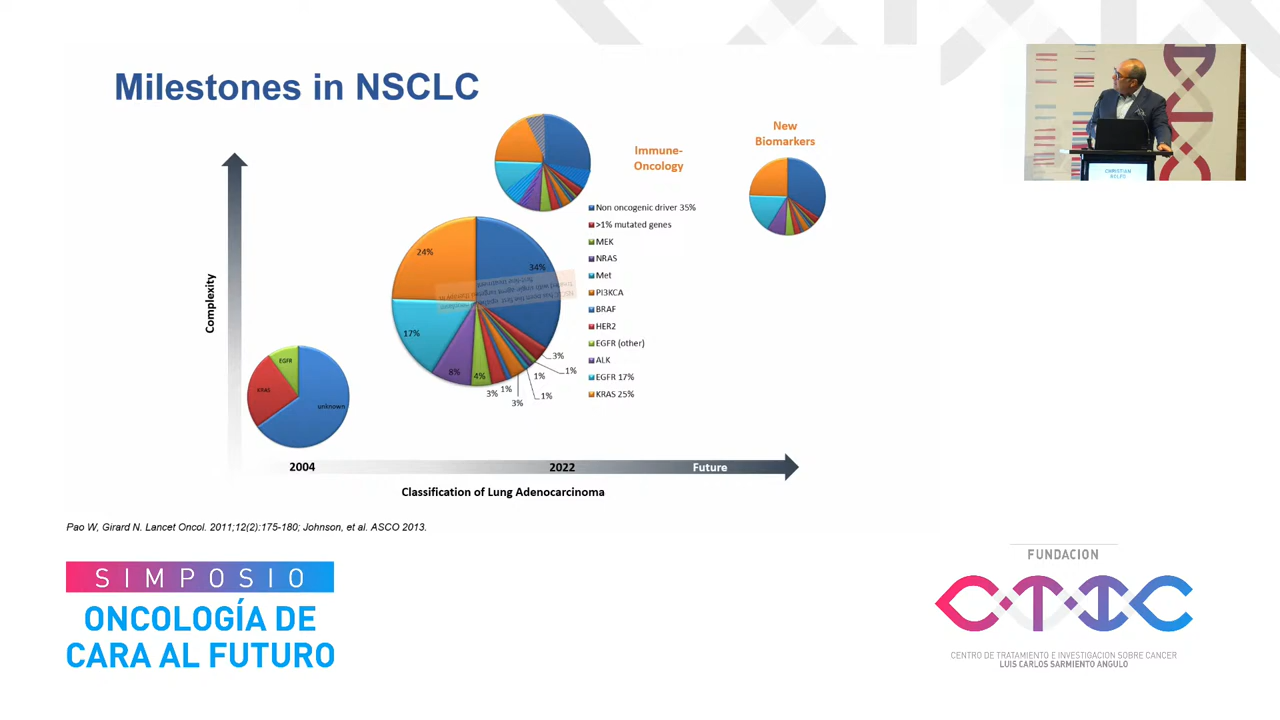 Milestones in NSCLC
New
Biomarkers
Immune-
Oncology
Non oncogenic driver 35%
>1% mutated genes
MEK
NRAS
Met
PI3KCA
BRAF
HER2
EGFR (other)
ALK
EGFR 17%
KRAS 25%
24%
34%
17%
8%
4%
3%
1%
3%
1%
1%
1%
3%
Complexity
EGFR
KRAS
unknown
2004
2022
Future
Classification of Lung Adenocarcinoma
Pao W, Girard N. Lancet Oncol. 2011;12(2):175-180; Johnson, et al. ASCO 2013.
SIMPOSIO
ONCOLOGÍA DE
CARA AL FUTURO
FUNDACION
CTIC
CENTRO DE TRATAMIENTO E INVESTIGACION SOBRE CANCER
LUIS CARLOS SARMIENTO ANGULO
CHRISTIAN
ROLFO